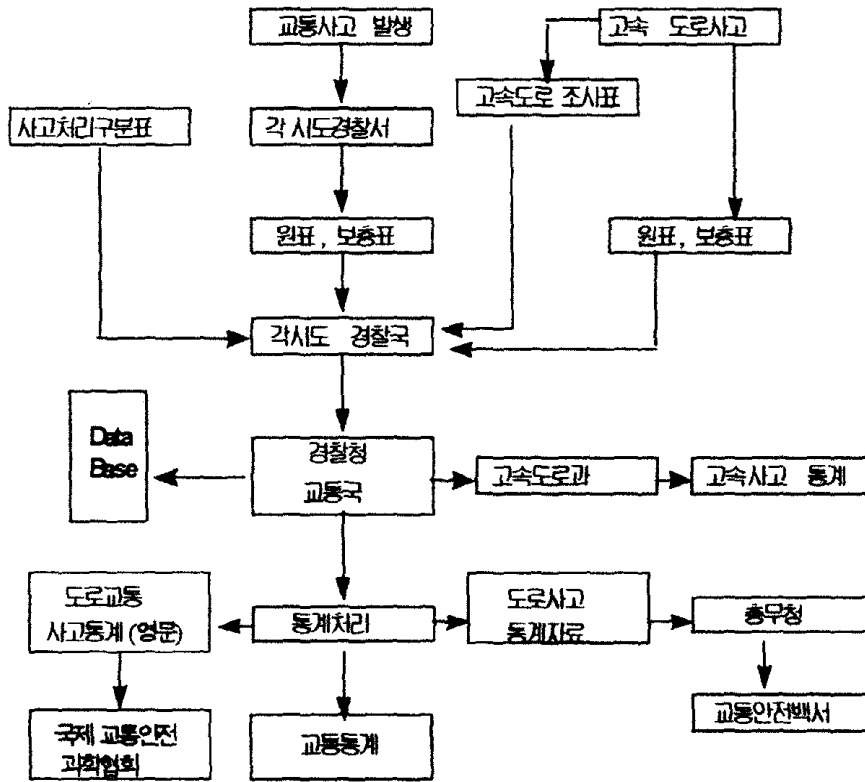 교통사고 발생
고속 도로사고
고속도로 조사표
사고처리구분표
각 시도경찰서
원표, 보충표
원표, 보충표
각시도 경찰국
Data
Base
경찰청
교통국
고속도로과
고속사고 통계
도로교통
사고통계 (영문)
통계처리
도로사고
통계자료
총무청
교통안전백서
국제 교통안전
과학협회
교통통계